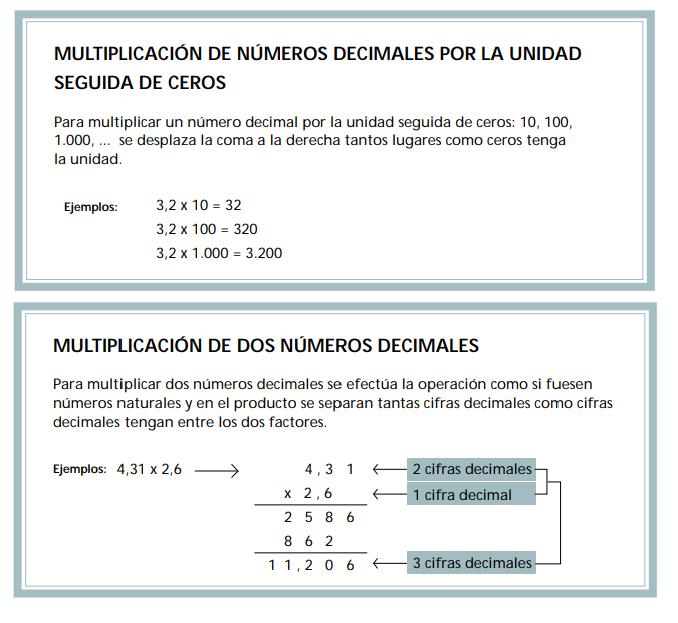 MULTIPLICACIÓN DE NÚMEROS DECIMALES POR LA UNIDAD
SEGUIDA DE CEROS
Para multiplicar un número decimal por la unidad seguida de ceros: 10, 100,
1.000, ... se desplaza la coma a la derecha tantos lugares como ceros tenga
la unidad.
Ejemplos: 3,2 x 10 = 32
3,2 x 100 = 320
3,2 x 1.000 = 3.200
MULTIPLICACIÓN DE DOS NÚMEROS DECIMALES
Para multiplicar dos números decimales se efectúa la operación como si fuesen
números naturales y en el producto se separan tantas cifras decimales como cifras
decimales tengan entre los dos factores.
Ejemplos: 4,31 x 2,6 4,3 1 2 cifras decimales
x 2,6 1 cifra decimal
2 5 8 6
8 6 2
1 1,2 0 6 3 cifras decimales